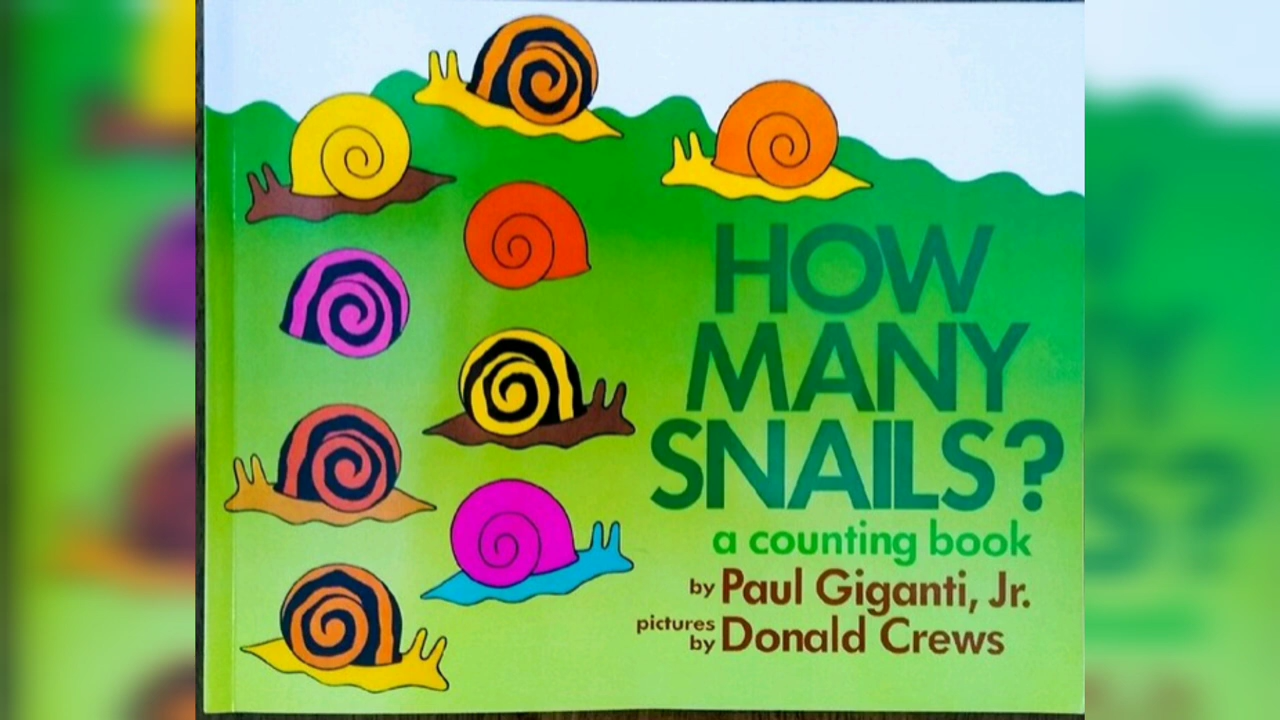 HOW
MANY
SNAILS?
a counting book
by Paul Giganti, Jr.
pictures
by Donald Crews